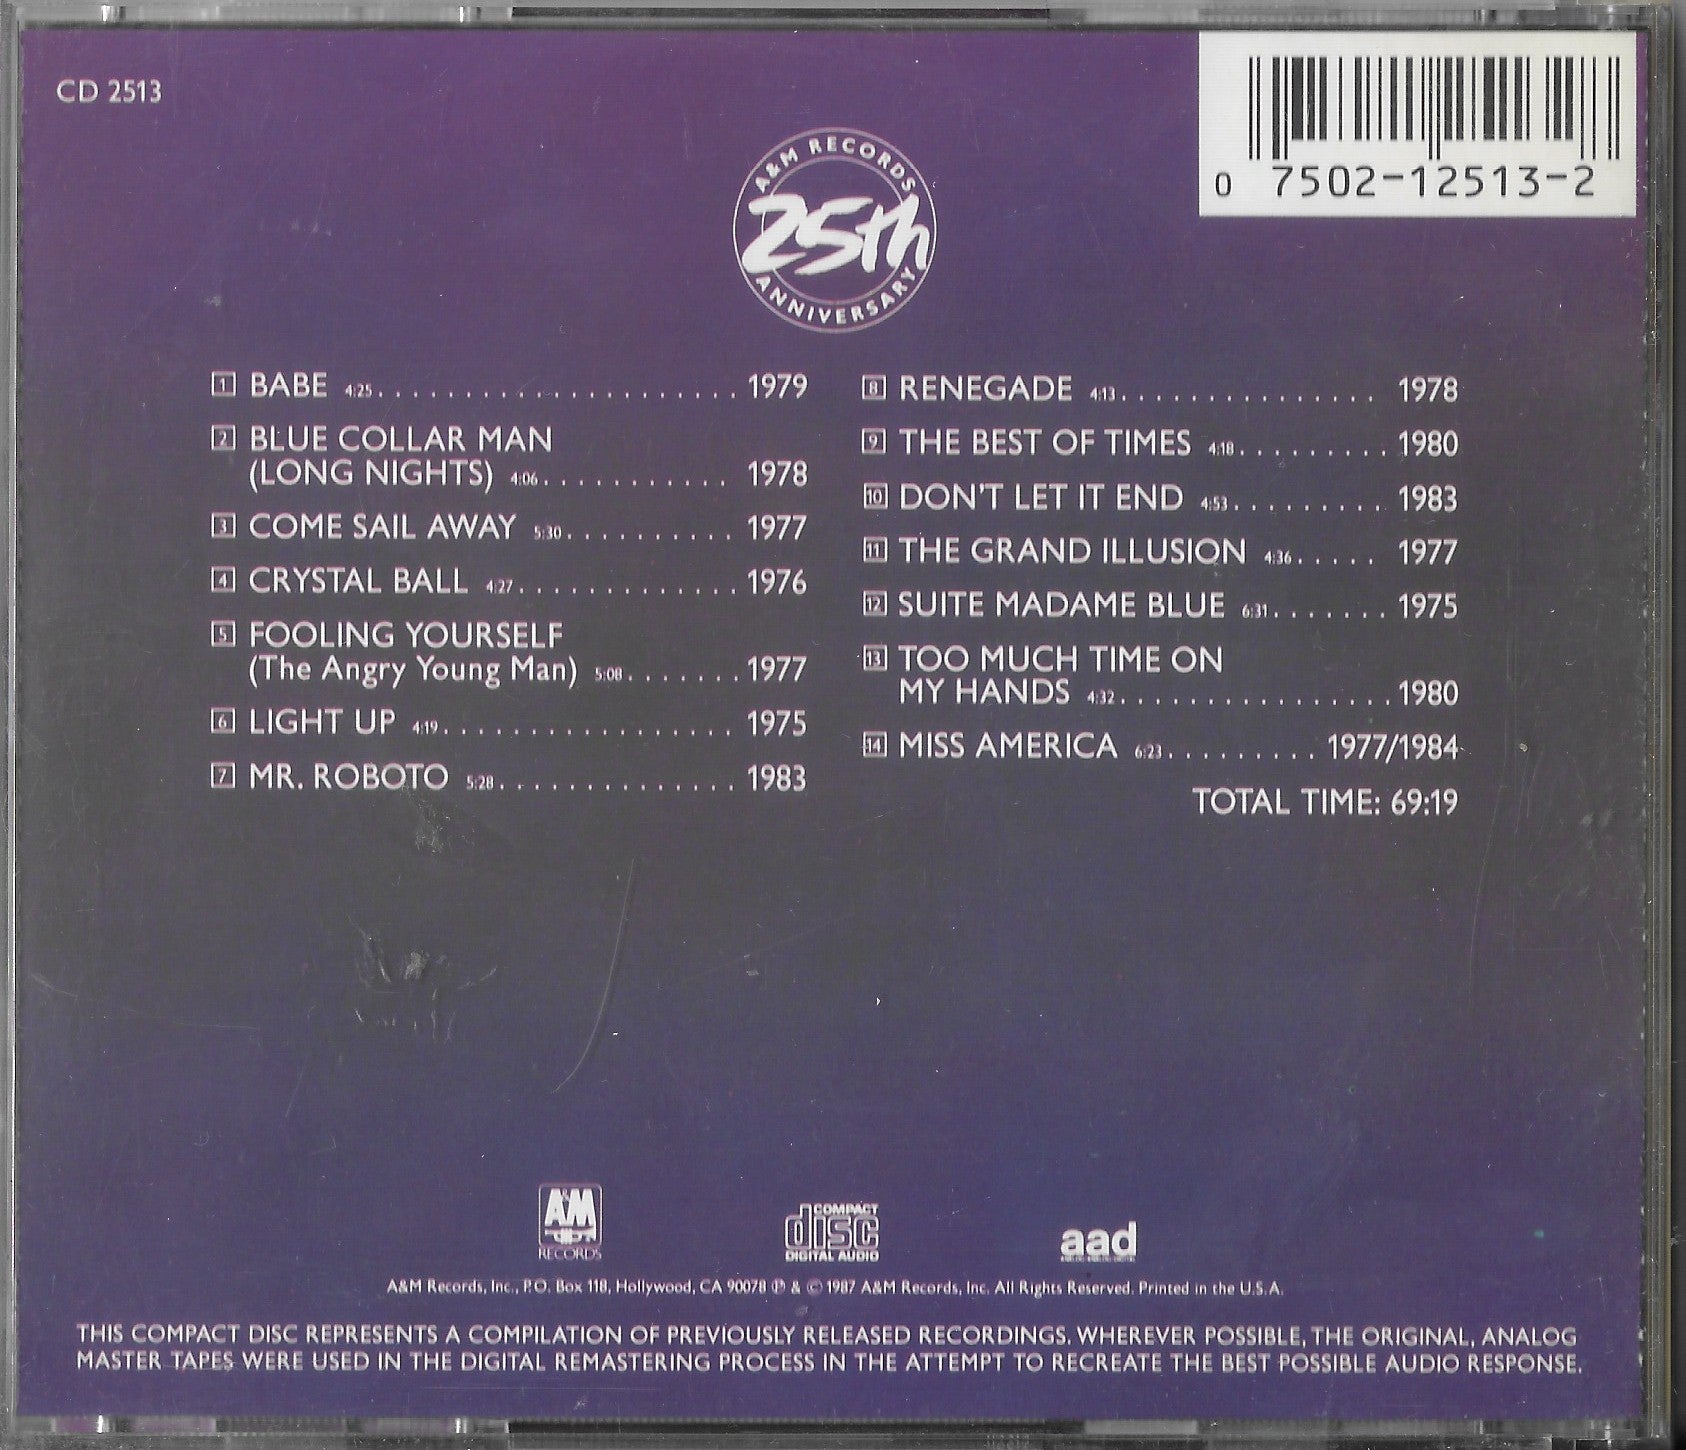 CD 2513
0 7502-12513-2
A&M RECORDS
25th
ANNIVERSARY
1 BABE 4:25 1979
2 BLUE COLLAR MAN
(LONG NIGHTS) 4:06 1978
3 COME SAIL AWAY 5:30 1977
4 CRYSTAL BALL 4:27 1976
5 FOOLING YOURSELF
(The Angry Young Man) 5:08 1977
6 LIGHT UP 4:19 1975
7 MR. ROBOTO 5:28 1983
8 RENEGADE 4:13 1978
9 THE BEST OF TIMES 4:18 1980
10 DON'T LET IT END 4:53 1983
11 THE GRAND ILLUSION 4:36 1977
12 SUITE MADAME BLUE 6:31 1975
13 TOO MUCH TIME ON
MY HANDS 4:32 1980
14 MISS AMERICA 6:23 1977/1984
TOTAL TIME: 69:19
A&M
RECORDS
COMPACT
disc
DIGITAL AUDIO
aad
A&M Records, Inc., P.O. Box 118, Hollywood, CA 90078 ℗ & © 1987 A&M Records, Inc. All Rights Reserved. Printed in the U.S.A.
THIS COMPACT DISC REPRESENTS A COMPILATION OF PREVIOUSLY RELEASED RECORDINGS. WHEREVER POSSIBLE, THE ORIGINAL, ANALOG
MASTER TAPES WERE USED IN THE DIGITAL REMASTERING PROCESS IN THE ATTEMPT TO RECREATE THE BEST POSSIBLE AUDIO RESPONSE.